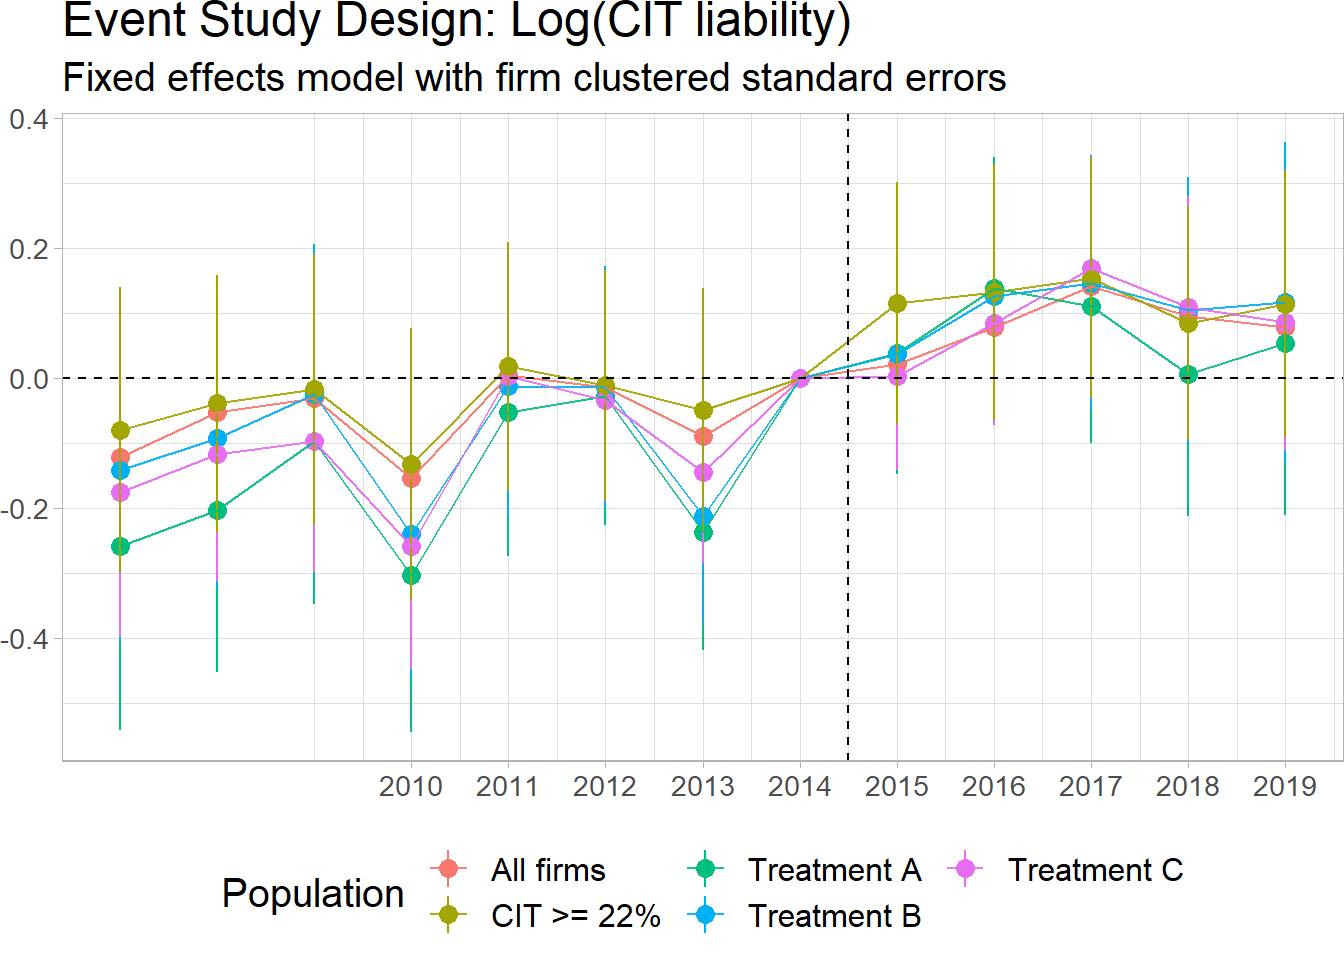 Event Study Design: Log(CIT liability)
Fixed effects model with firm clustered standard errors
0.4
0.2
0.0
-0.2
-0.4
2010 2011 2012 2013 2014 2015 2016 2017 2018 2019
Population
All firms Treatment A Treatment C
CIT >= 22% Treatment B